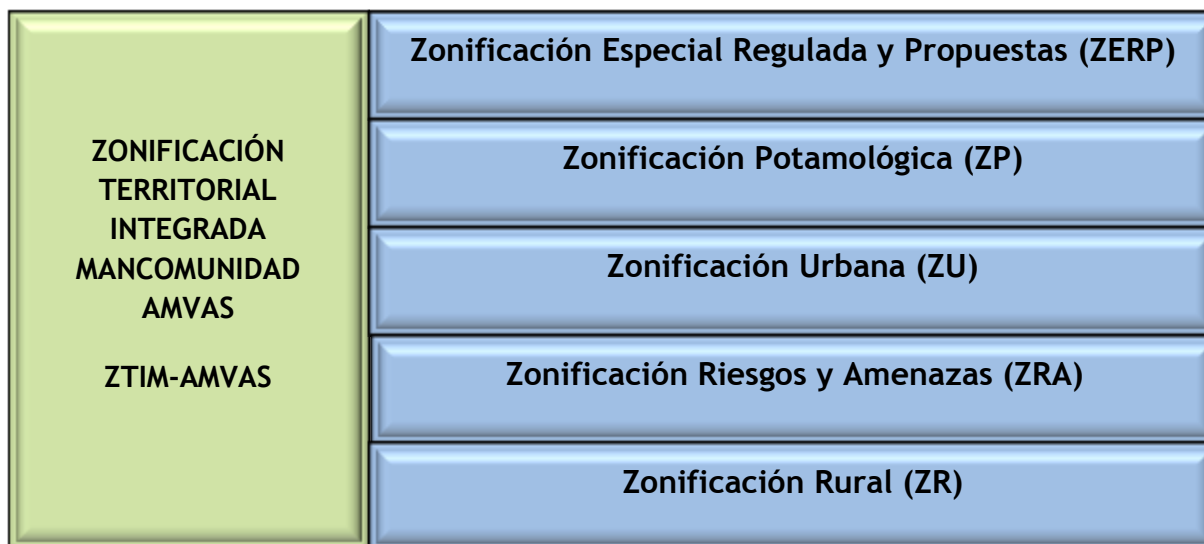 ZONIFICACIÓN
TERRITORIAL
INTEGRADA
MANCOMUNIDAD
AMVAS
ZTIM-AMVAS
Zonificación Especial Regulada y Propuestas (ZERP)
Zonificación Potamológica (ZP)
Zonificación Urbana (ZU)
Zonificación Riesgos y Amenazas (ZRA)
Zonificación Rural (ZR)